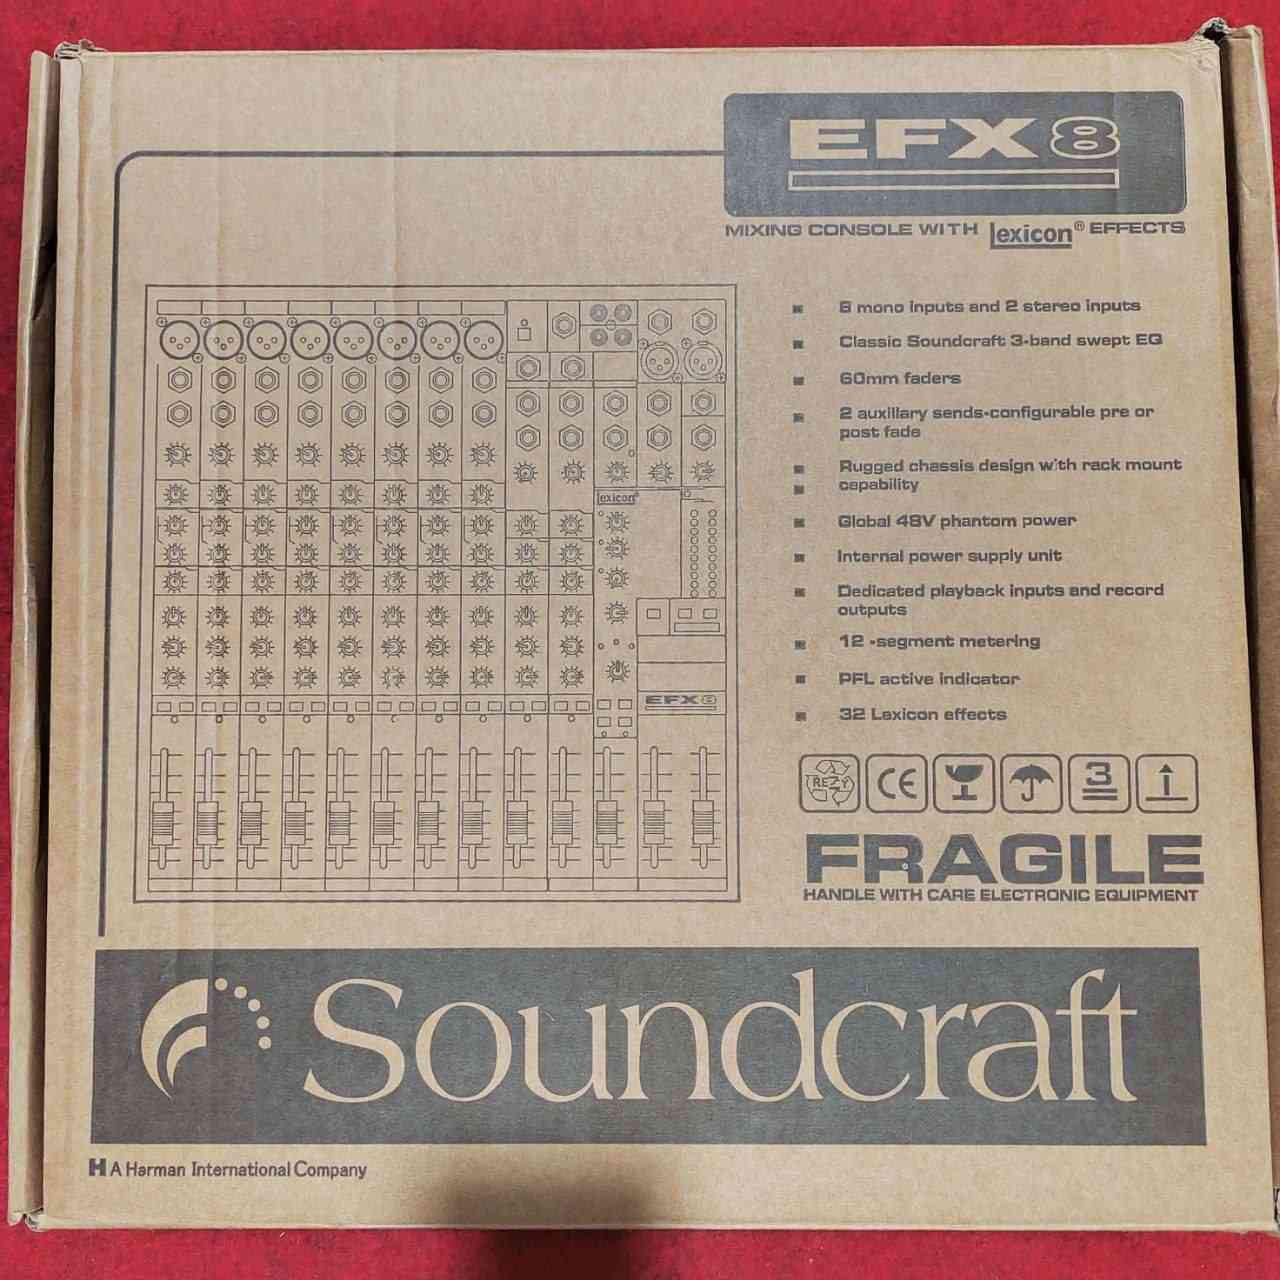 EFX8
MIXING CONSOLE WITH lexicon® EFFECTS
8 mono inputs and 2 stereo inputs
Classic Soundcraft 3-band swept EQ
60mm faders
2 auxiliary sends-configurable pre or
post fade
Rugged chassis design with rack mount
capability
Global 48V phantom power
Internal power supply unit
Dedicated playback inputs and record
outputs
12 -segment metering
PFL active indicator
32 Lexicon effects
lexicon®
EFX8
REZY
CE
3
FRAGILE
HANDLE WITH CARE ELECTRONIC EQUIPMENT
Soundcraft
H A Harman International Company